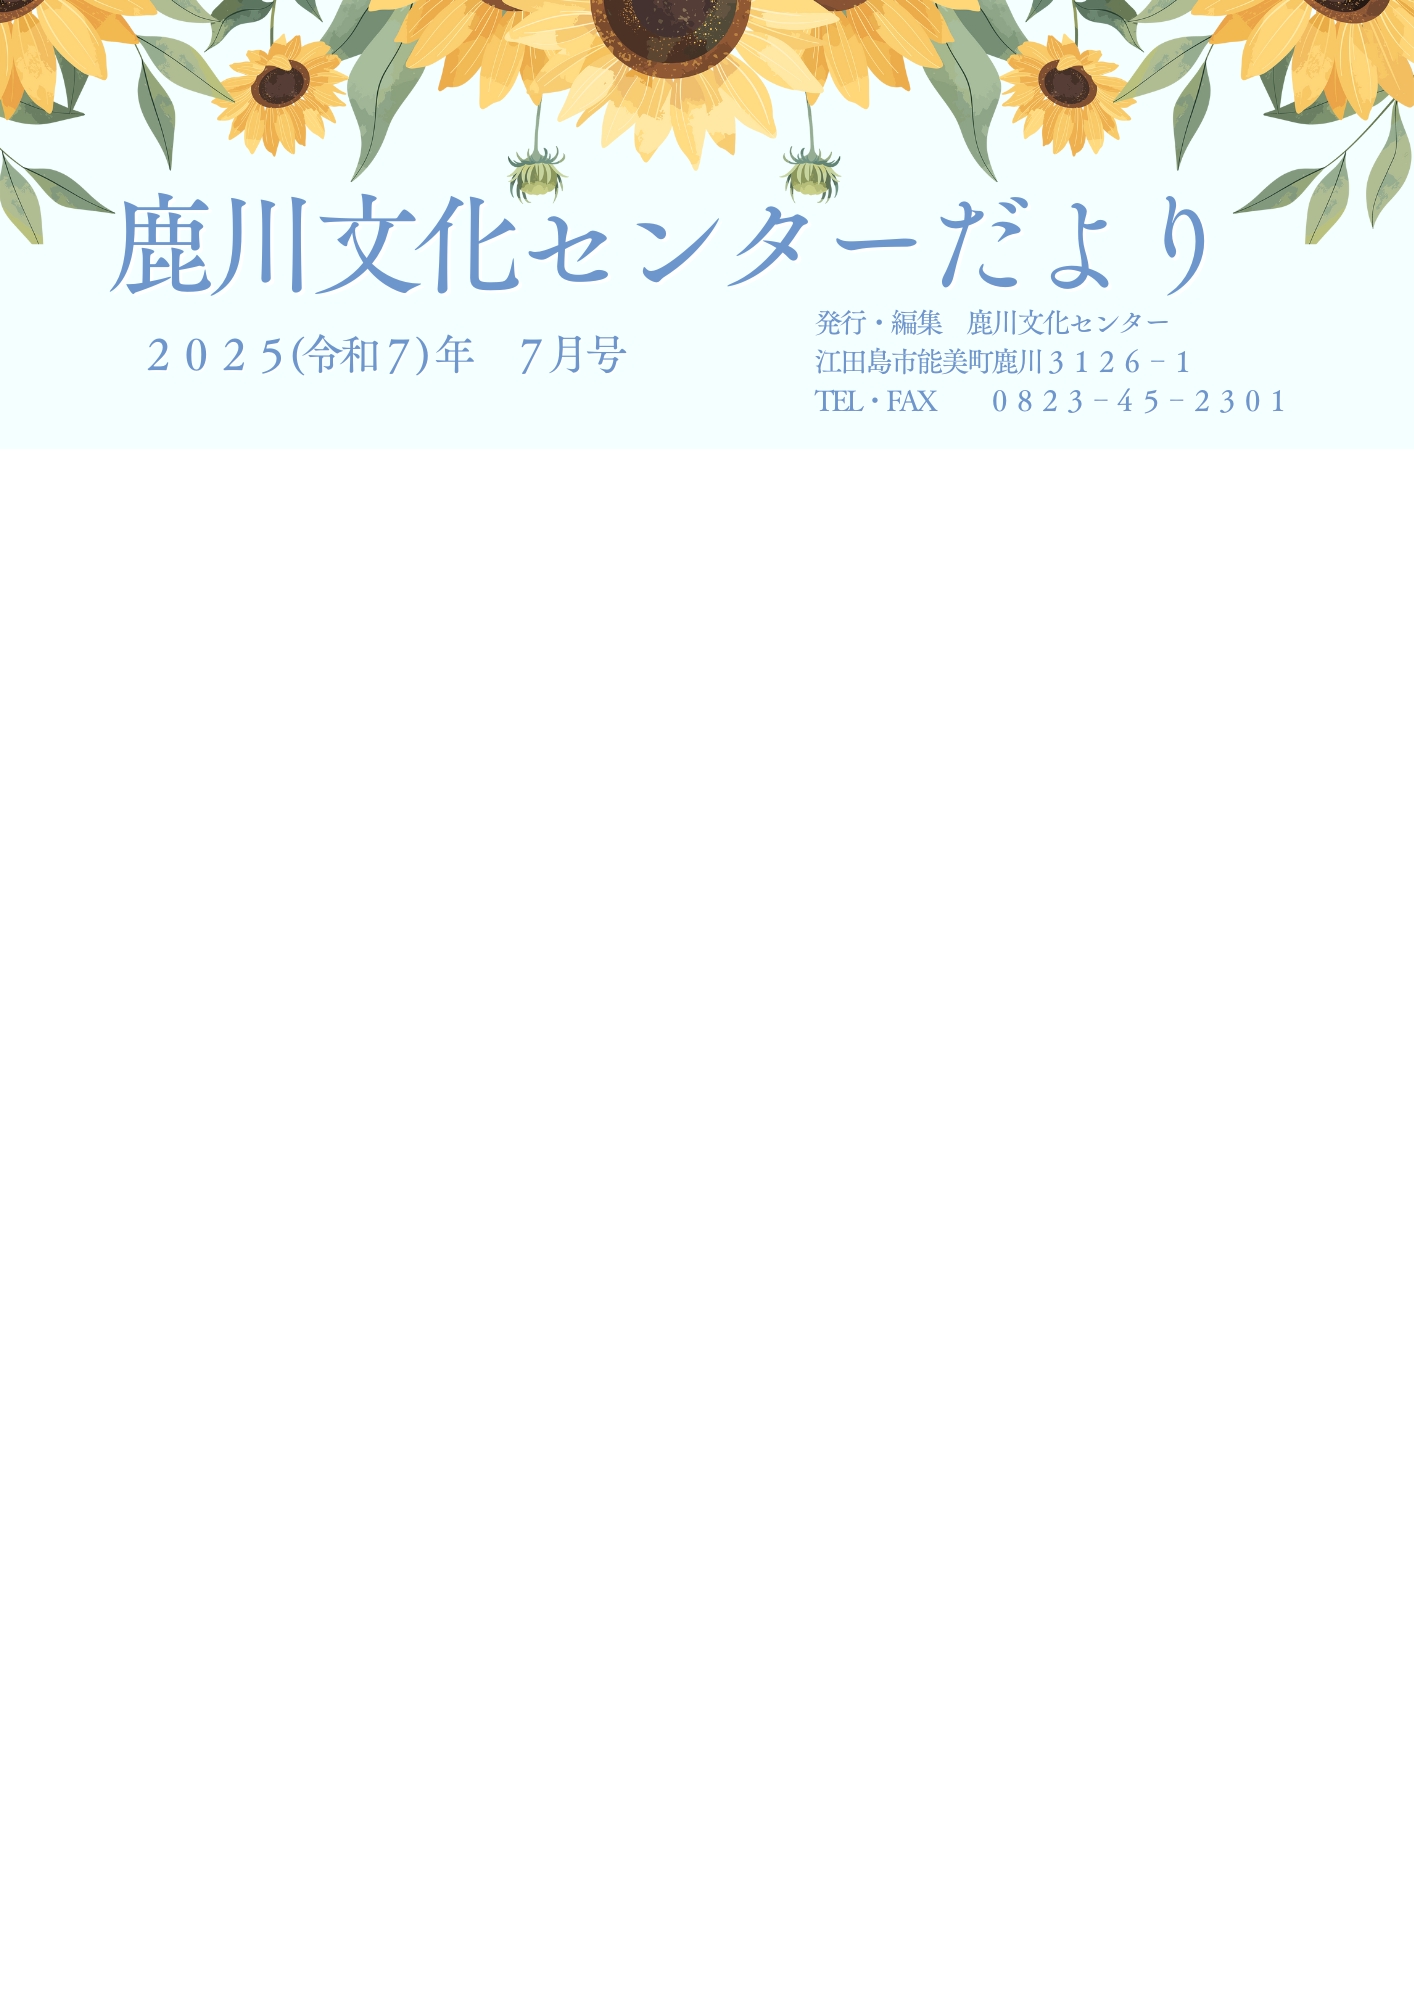 鹿川文化センターだより
２０２５(令和７)年　７月号
発行・編集　鹿川文化センター
江田島市能美町鹿川３１２６－１
TEL・FAX　　０８２３－４５－２３０１